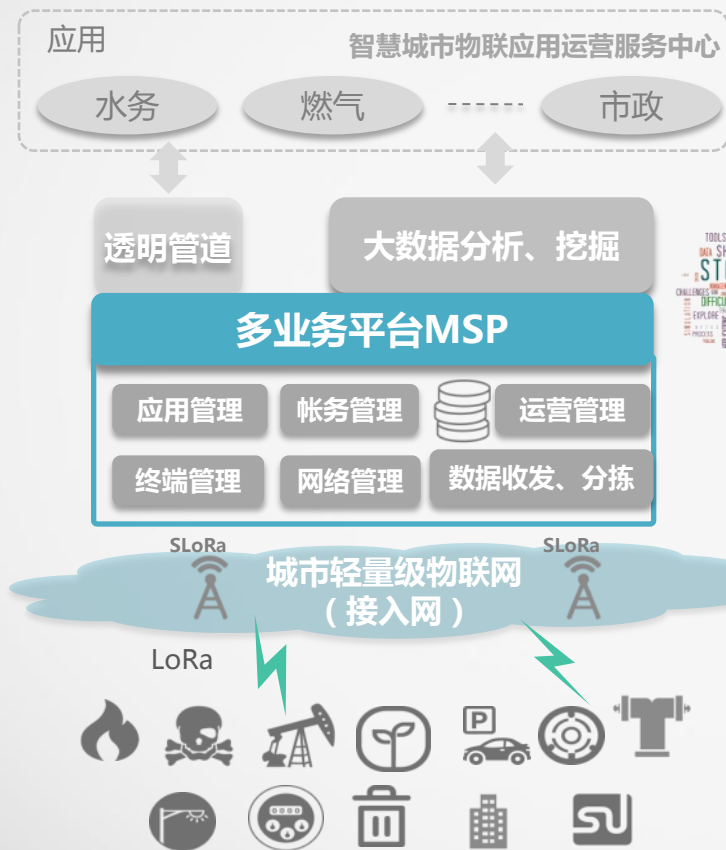 应用
智慧城市物联应用运营服务中心
水务
燃气
市政
透明管道
大数据分析、挖掘
TOOLS
DATA
CHALLENGES
EXPLORE
多业务平台MSP
应用管理
帐务管理
运营管理
终端管理
网络管理
数据收发、分拣
SLoRa
SLoRa
城市轻量级物联网
（接入网）
LoRa
P